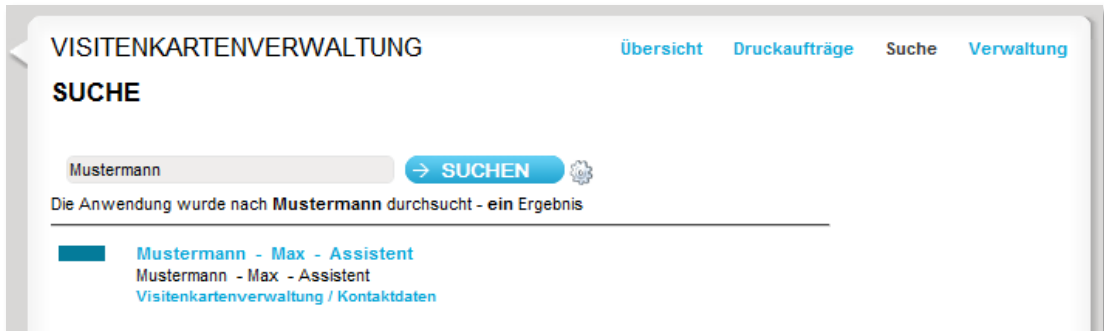 VISITENKARTENVERWALTUNG
Übersicht Druckaufträge Suche Verwaltung
SUCHE
Mustermann
→ SUCHEN
Die Anwendung wurde nach Mustermann durchsucht - ein Ergebnis
Mustermann - Max - Assistent
Mustermann - Max - Assistent
Visitenkartenverwaltung / Kontaktdaten